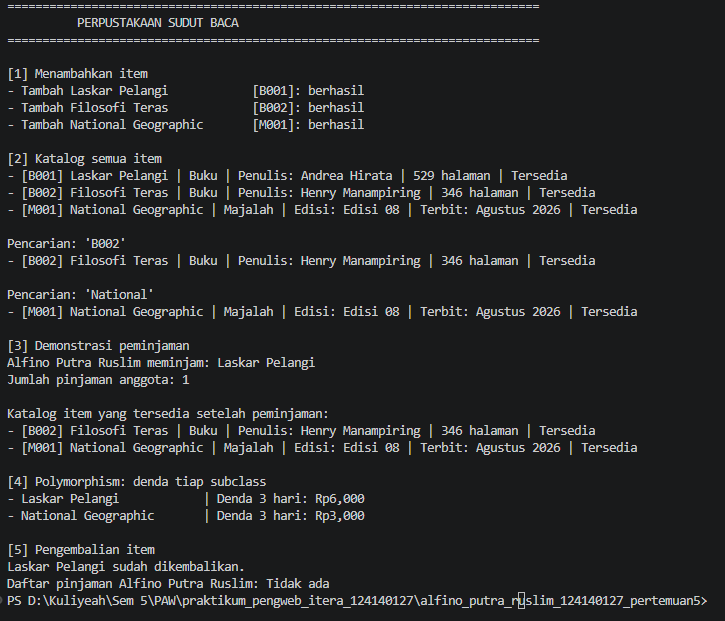 ============================================================================
PERPUSTAKAAN SUDUT BACA
============================================================================
[1] Menambahkan item
- Tambah Laskar Pelangi [B001]: berhasil
- Tambah Filosofi Teras [B002]: berhasil
- Tambah National Geographic [M001]: berhasil
[2] Katalog semua item
- [B001] Laskar Pelangi | Buku | Penulis: Andrea Hirata | 529 halaman | Tersedia
- [B002] Filosofi Teras | Buku | Penulis: Henry Manampiring | 346 halaman | Tersedia
- [M001] National Geographic | Majalah | Edisi: Edisi 08 | Terbit: Agustus 2026 | Tersedia
Pencarian: 'B002'
- [B002] Filosofi Teras | Buku | Penulis: Henry Manampiring | 346 halaman | Tersedia
Pencarian: 'National'
- [M001] National Geographic | Majalah | Edisi: Edisi 08 | Terbit: Agustus 2026 | Tersedia
[3] Demonstrasi peminjaman
Alfino Putra Ruslim meminjam: Laskar Pelangi
Jumlah pinjaman anggota: 1
Katalog item yang tersedia setelah peminjaman:
- [B002] Filosofi Teras | Buku | Penulis: Henry Manampiring | 346 halaman | Tersedia
- [M001] National Geographic | Majalah | Edisi: Edisi 08 | Terbit: Agustus 2026 | Tersedia
[4] Polymorphism: denda tiap subclass
- Laskar Pelangi | Denda 3 hari: Rp6,000
- National Geographic | Denda 3 hari: Rp3,000
[5] Pengembalian item
Laskar Pelangi sudah dikembalikan.
Daftar pinjaman Alfino Putra Ruslim: Tidak ada
PS D:\Kuliyeah\Sem 5\PAW\praktikum_pengweb_itera_124140127\alfino_putra_ruslim_124140127_pertemuan5>